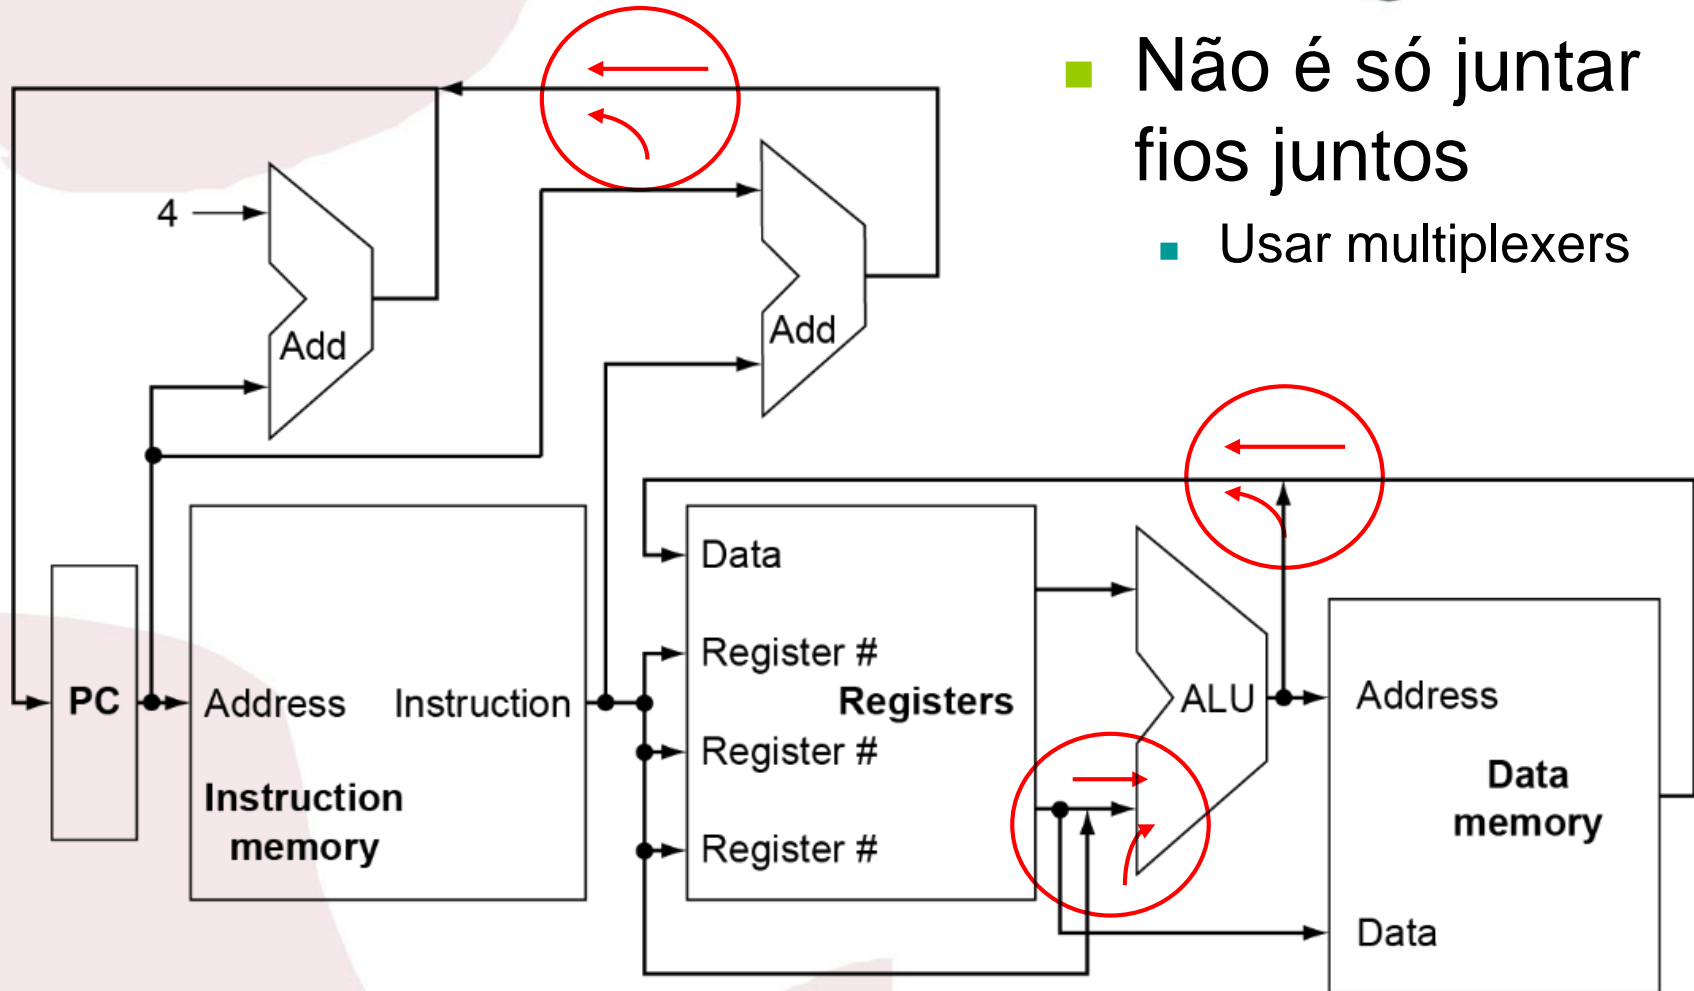 Não é só juntar
fios juntos
Usar multiplexers
4
Add
Add
Data
Register #
PC
Address
Instruction
Registers
ALU
Address
Register #
Instruction
memory
Data
memory
Register #
Data